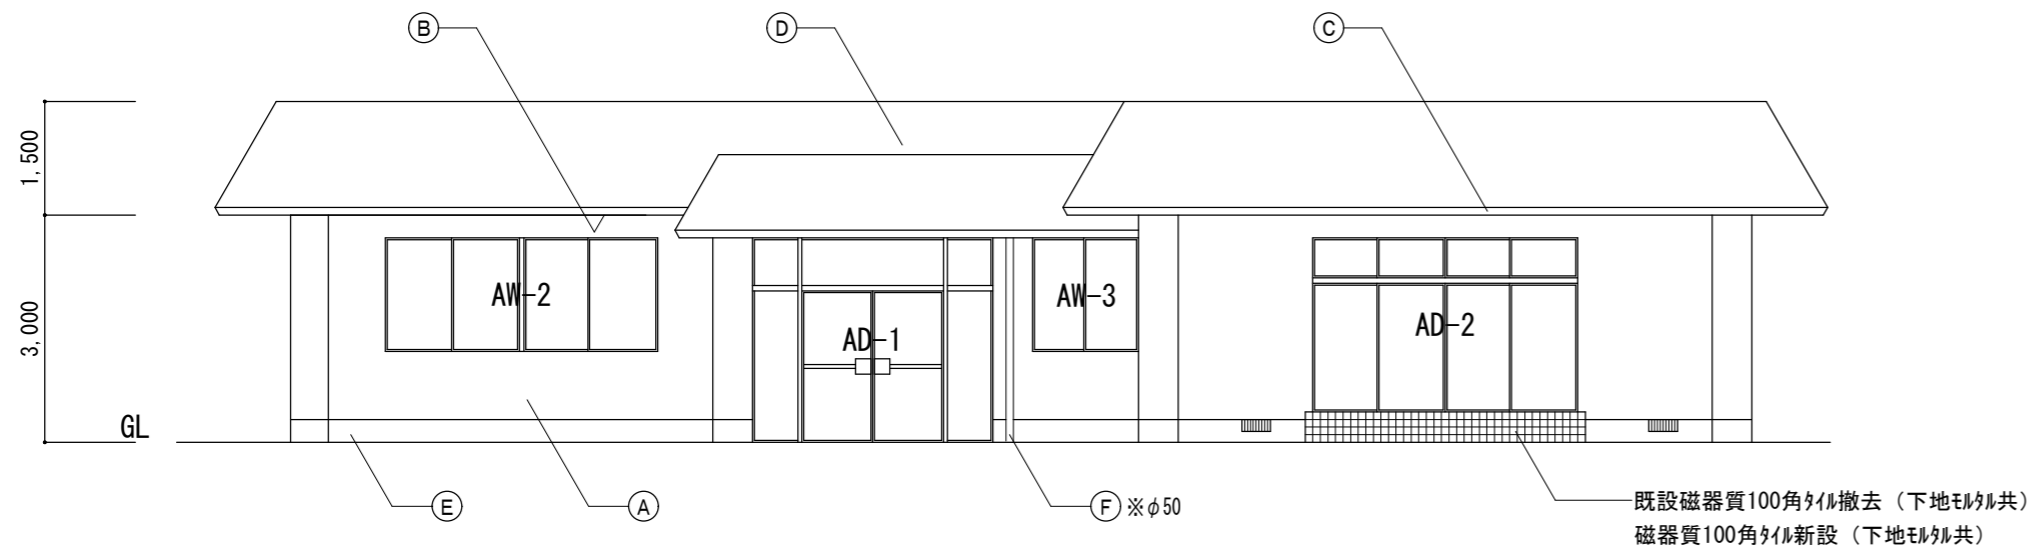 B
D
C
1,500
3,000
AW-2
AW-3
AD-1
AD-2
GL
E
A
F ※φ50
既設磁器質100角ﾀｲﾙ撤去（下地ﾓﾙﾀﾙ共）
磁器質100角ﾀｲﾙ新設（下地ﾓﾙﾀﾙ共）